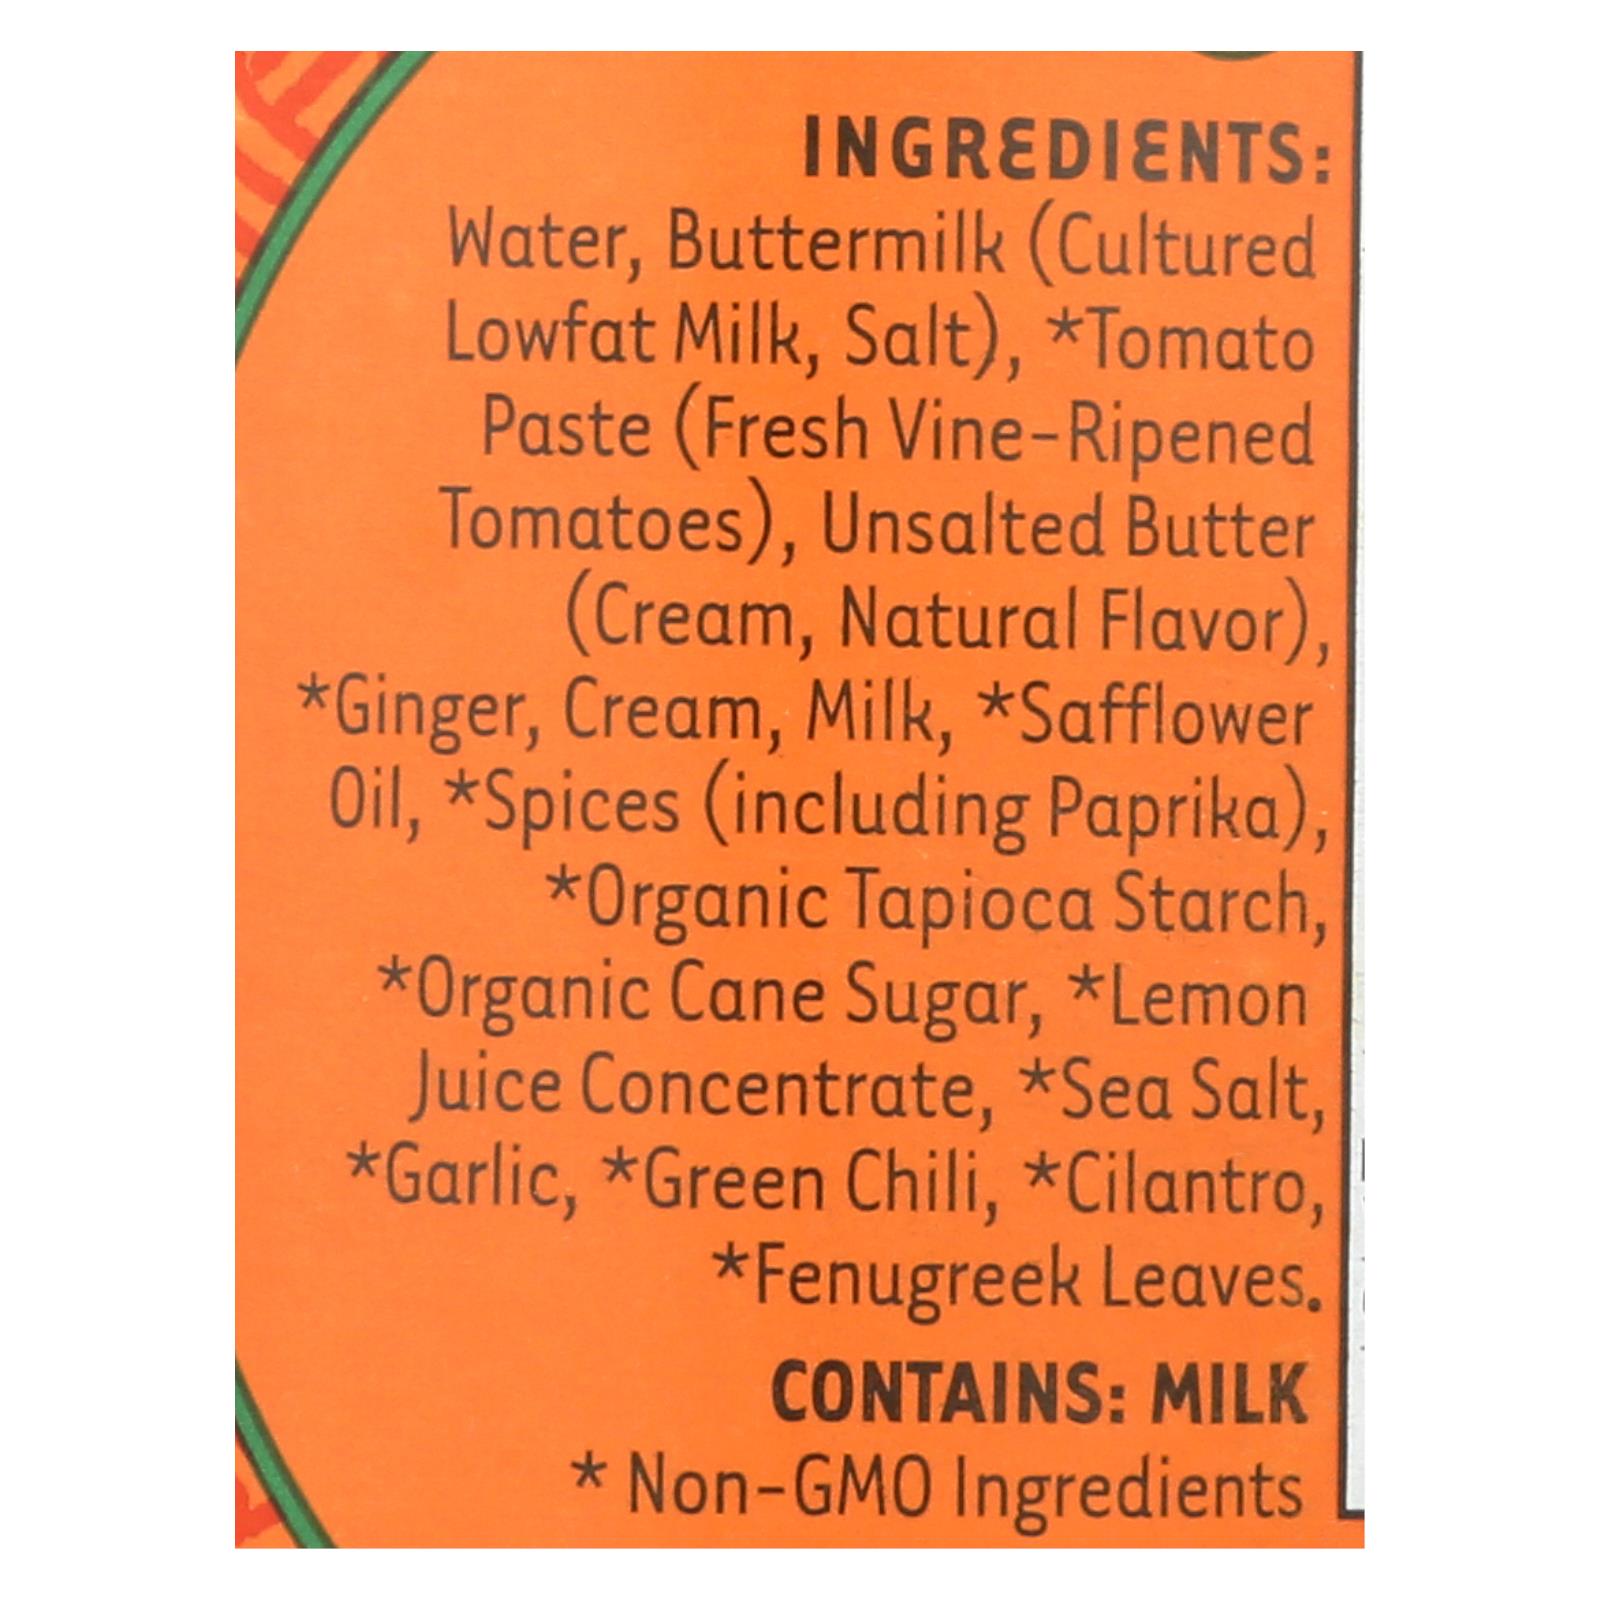 INGREDIENTS:
Water, Buttermilk (Cultured
Lowfat Milk, Salt), *Tomato
Paste (Fresh Vine-Ripened
Tomatoes), Unsalted Butter
(Cream, Natural Flavor),
*Ginger, Cream, Milk, *Safflower
Oil, *Spices (including Paprika),
*Organic Tapioca Starch,
*Organic Cane Sugar, *Lemon
Juice Concentrate, *Sea Salt,
*Garlic, *Green Chili, *Cilantro,
*Fenugreek Leaves.
CONTAINS: MILK
* Non-GMO Ingredients